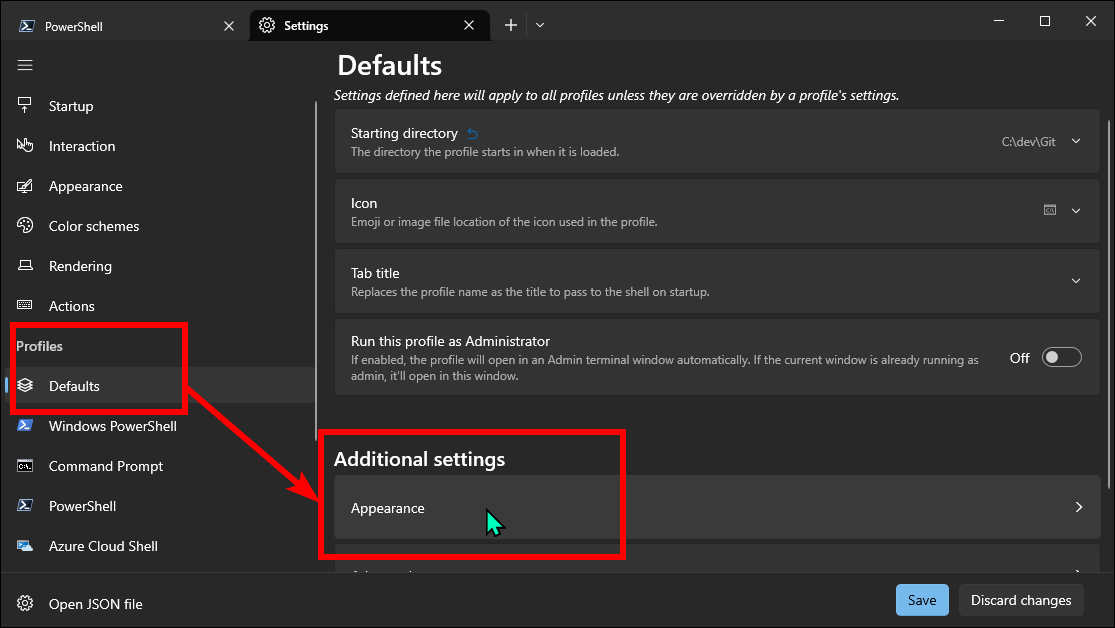 PowerShell
Settings
Startup
Interaction
Appearance
Color schemes
Rendering
Actions
Profiles
Defaults
Windows PowerShell
Command Prompt
PowerShell
Azure Cloud Shell
Open JSON file
Defaults
Settings defined here will apply to all profiles unless they are overridden by a profile's settings.
Starting directory
The directory the profile starts in when it is loaded.
C:\dev\Git
Icon
Emoji or image file location of the icon used in the profile.
Tab title
Replaces the profile name as the title to pass to the shell on startup.
Run this profile as Administrator
If enabled, the profile will open in an Admin terminal window automatically. If the current window is already running as
admin, it'll open in this window.
Off
Additional settings
Appearance
Save
Discard changes